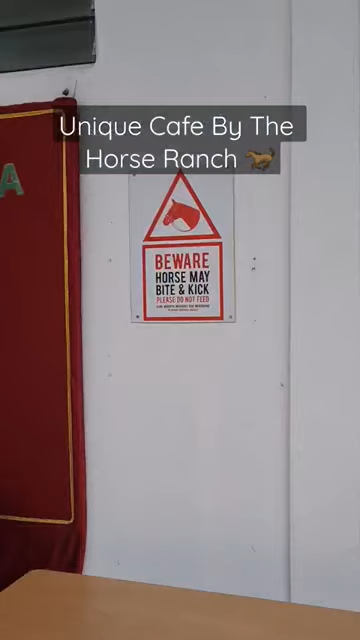 Unique Cafe By The
Horse Ranch 🐎
A
BEWARE
HORSE MAY
BITE & KICK
PLEASE DO NOT FEED